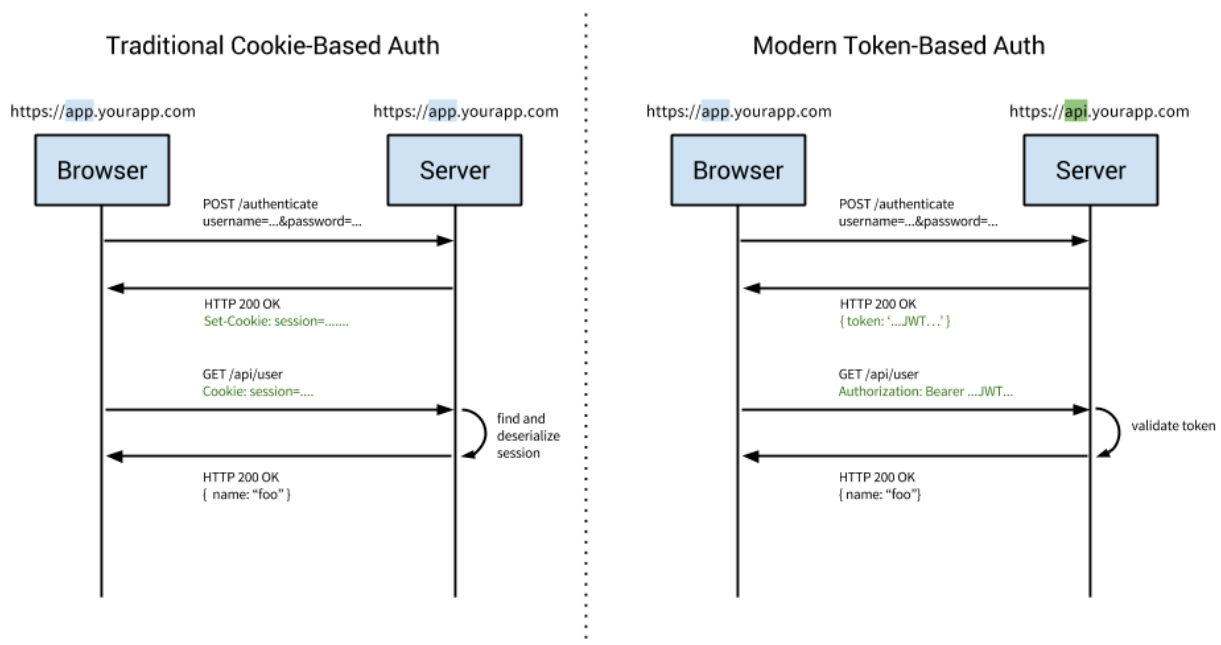 Traditional Cookie-Based Auth
https://app.yourapp.com
https://app.yourapp.com
Browser
Server
POST /authenticate
username=...&password=...
HTTP 200 OK
Set-Cookie: session=.......
GET /api/user
Cookie: session=....
find and
deserialize
session
HTTP 200 OK
{ name: “foo” }
Modern Token-Based Auth
https://app.yourapp.com
https://api.yourapp.com
Browser
Server
POST /authenticate
username=...&password=...
HTTP 200 OK
{ token: ‘...JWT...’ }
GET /api/user
Authorization: Bearer ...JWT...
validate token
HTTP 200 OK
{ name: “foo”}